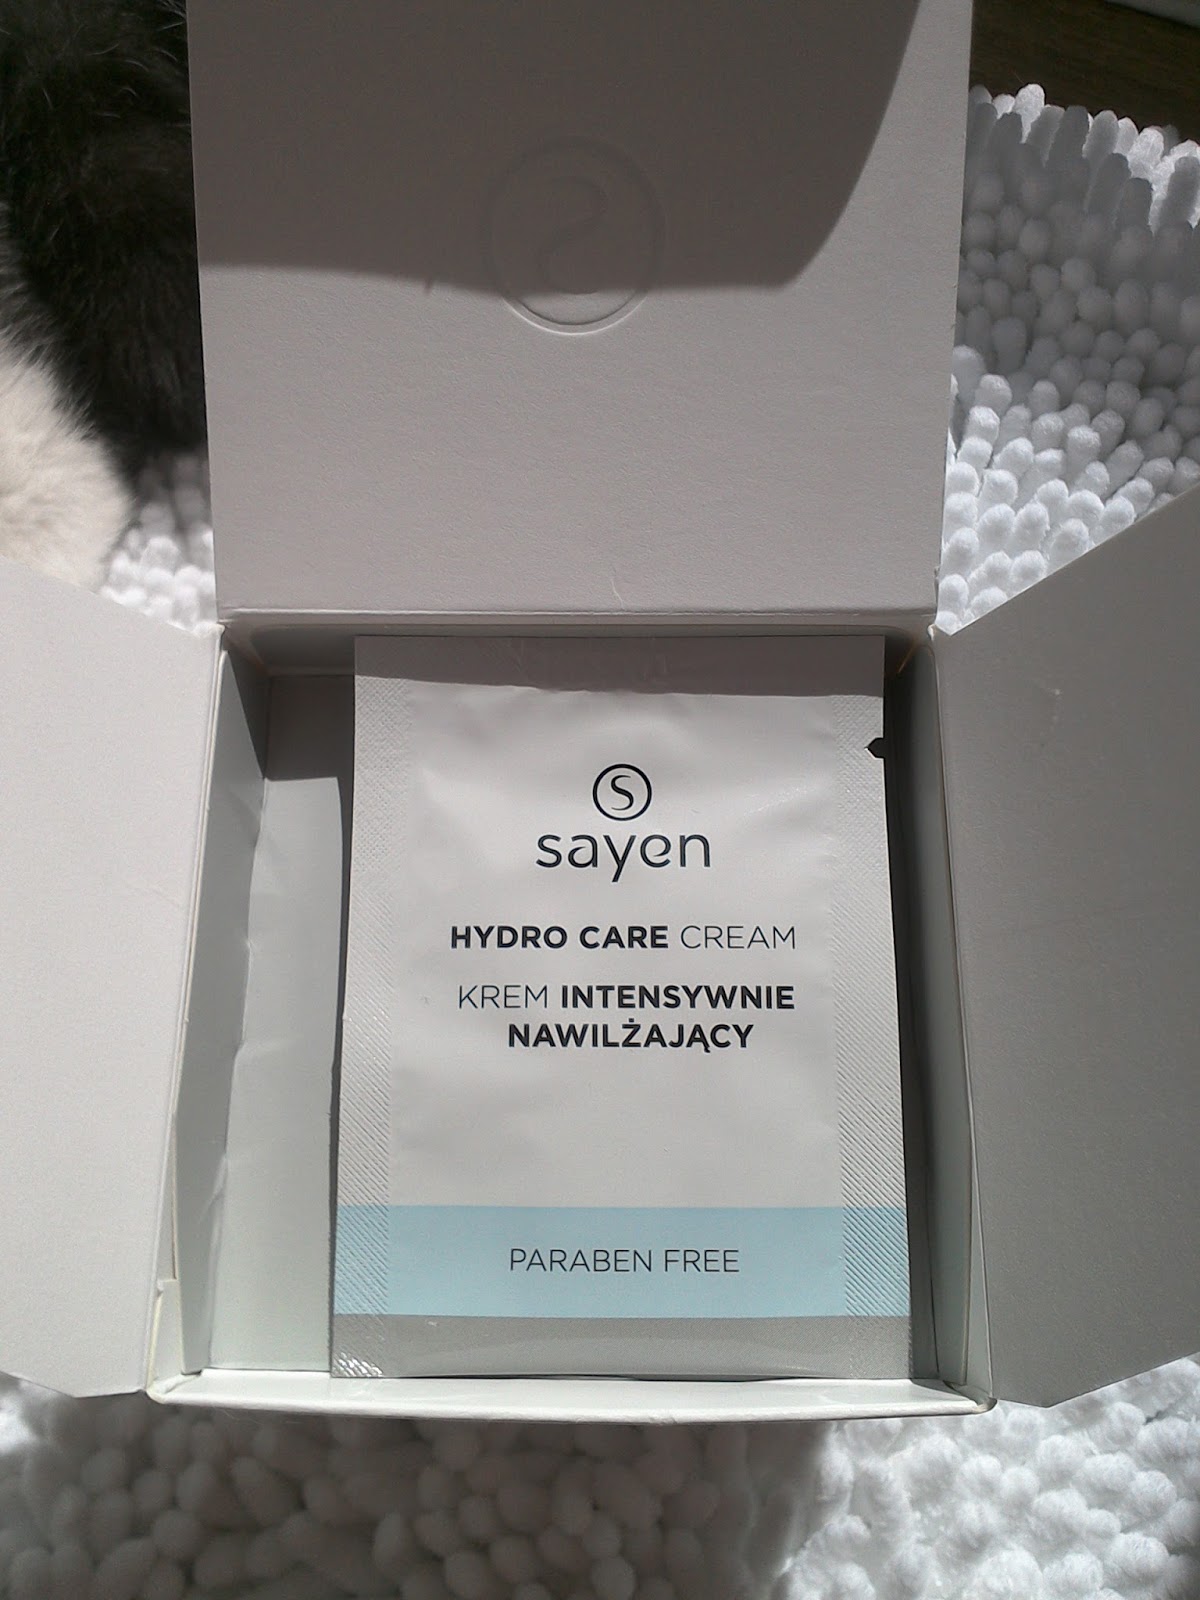 S
sayen
HYDRO CARE CREAM
KREM INTENSYWNIE
NAWILŻAJĄCY
PARABEN FREE